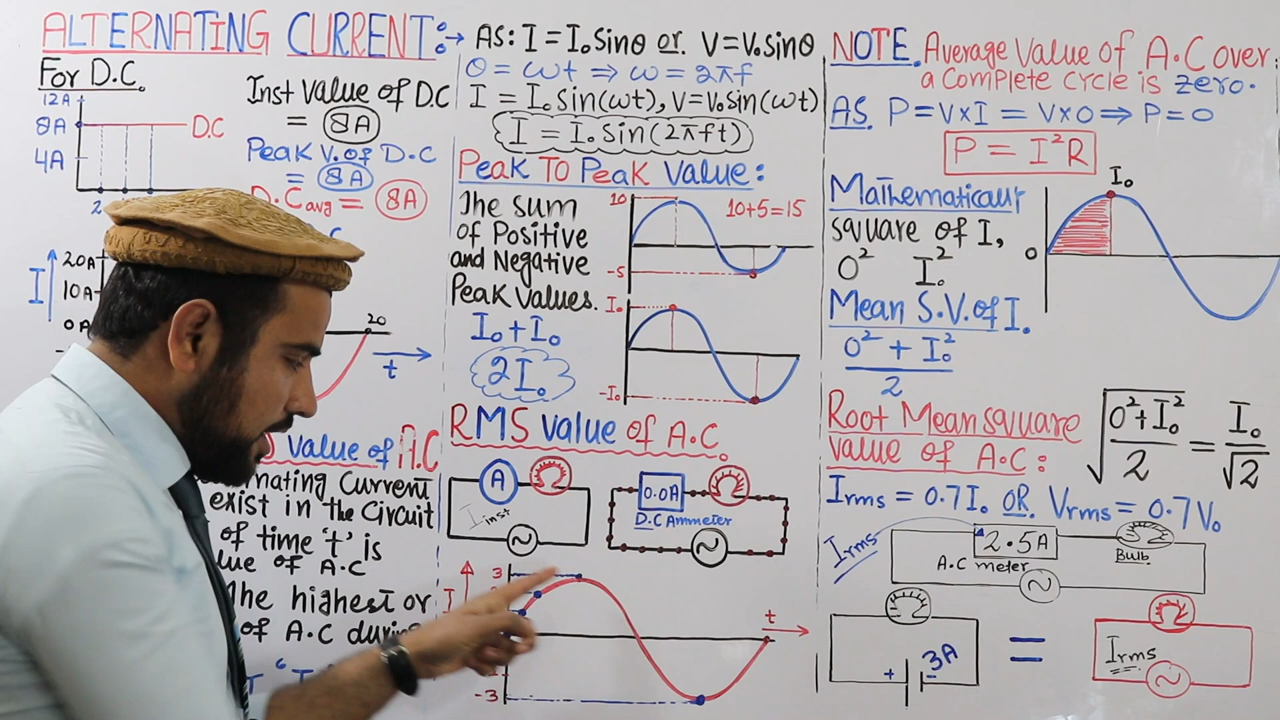 ALTERNATING CURRENT:→
For D.C.
12A
8A
4A
D.C
2
Inst Value of D.C
= 8A
Peak V. of D.C
= 8A
D.C avg = 8A
I
20A
10A
0A
20
t
Value of A.C
nating Current
exist in the Circuit
of time 't' is
lue of A.C
The highest or
of A.C durin
AS: I = I₀ Sinθ or V = V₀ sinθ
θ = ωt ⇒ ω = 2πf
I = I₀ sin(ωt), V = V₀ sin(ωt)
I = I₀ Sin(2πft)
Peak To Peak Value:
The sum
of Positive
and Negative
Peak Values.
I₀ + I₀
2I₀
10
-5
10+5=15
I₀
-I₀
RMS value of A.C.
A
I inst
0.0A
D.C Ammeter
I
3
-3
t
NOTE. Average Value of A.C over
a Complete cycle is zero.
AS. P = V×I = V×0 ⇒ P = 0
P = I²R
Mathematically
square of I,
0² I₀²
Mean S.V. of I.
0² + I₀²
2
I₀
0
Root Mean square
value of A.C:
√0² + I₀²/2 = I₀/√2
Irms = 0.7I₀ OR Vrms = 0.7V₀
Irms
2.5A
A.C meter
Bulb
+ 3A
=
Irms